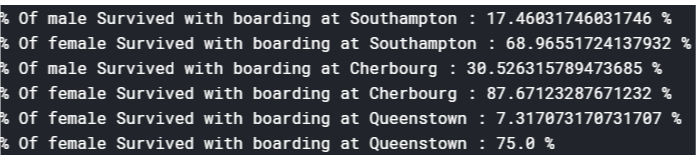 % Of male Survived with boarding at Southampton : 17.46031746031746 %
% Of female Survived with boarding at Southampton : 68.96551724137932 %
% Of male Survived with boarding at Cherbourg : 30.526315789473685 %
% Of female Survived with boarding at Cherbourg : 87.67123287671232 %
% Of female Survived with boarding at Queenstown : 7.317073170731707 %
% Of female Survived with boarding at Queenstown : 75.0 %